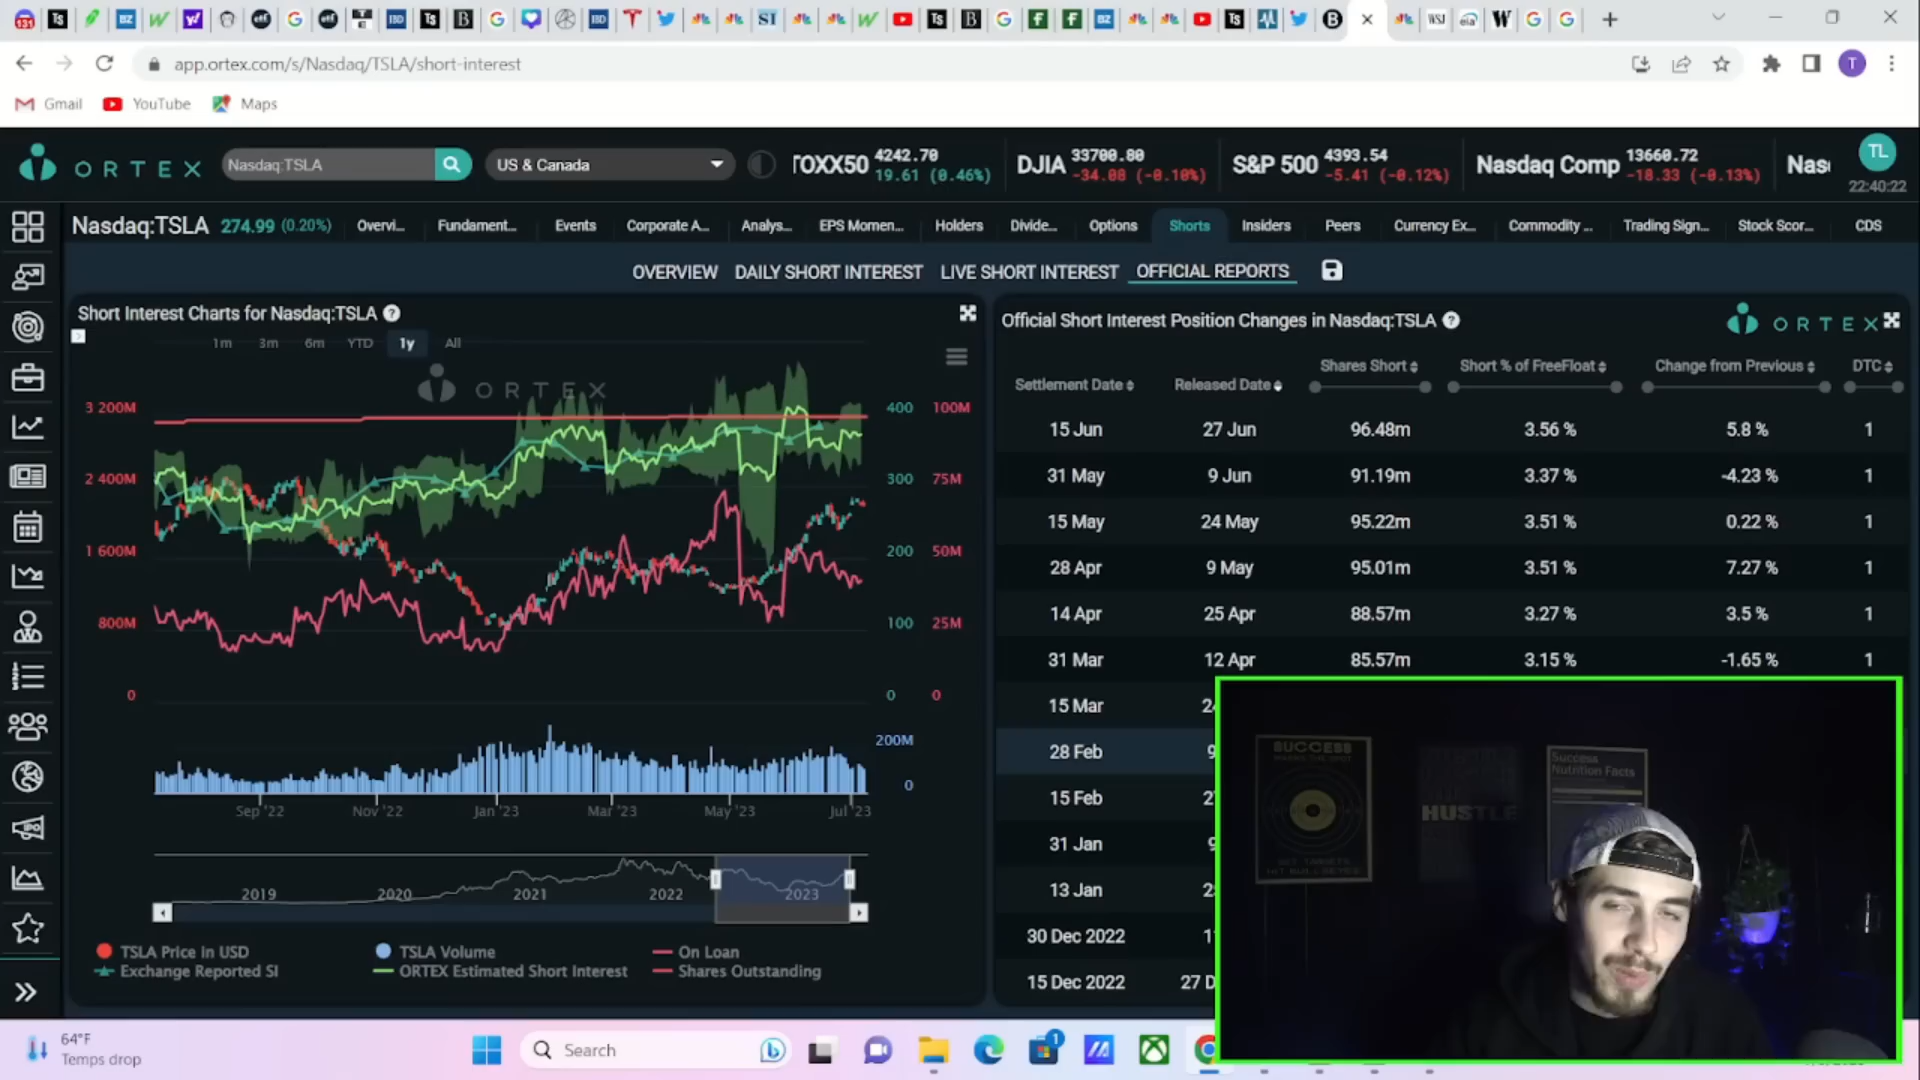 app.ortex.com/s/Nasdaq/TSLA/short-interest
T
Gmail YouTube Maps
ORTEX
Nasdaq:TSLA
US & Canada
TOXX50 4242.70 19.61 (0.46%)
DJIA 33700.80 -34.08 (-0.10%)
S&P 500 4393.54 -5.41 (-0.12%)
Nasdaq Comp 13660.72 -18.33 (-0.13%)
Nas
TL
22:40:22
Nasdaq:TSLA 274.99 (0.20%) Overvi... Fundament... Events Corporate A... Analys... EPS Momen... Holders Divide... Options Shorts Insiders Peers Currency Ex... Commodity ... Trading Sign... Stock Scor... CDS
OVERVIEW DAILY SHORT INTEREST LIVE SHORT INTEREST OFFICIAL REPORTS
Short Interest Charts for Nasdaq:TSLA ?
1m 3m 6m YTD 1y All
ORTEX
3 200M 400 100M
2 400M 300 75M
1 600M 200 50M
800M 100 25M
0 0 0
200M
0
Sep '22 Nov '22 Jan '23 Mar '23 May '23 Jul '23
2019 2020 2021 2022 2023
TSLA Price in USD TSLA Volume On Loan
Exchange Reported SI ORTEX Estimated Short Interest Shares Outstanding
Official Short Interest Position Changes in Nasdaq:TSLA ?
ORTEX
Settlement Date Released Date Shares Short Short % of FreeFloat Change from Previous DTC
15 Jun 27 Jun 96.48m 3.56 % 5.8 % 1
31 May 9 Jun 91.19m 3.37 % -4.23 % 1
15 May 24 May 95.22m 3.51 % 0.22 % 1
28 Apr 9 May 95.01m 3.51 % 7.27 % 1
14 Apr 25 Apr 88.57m 3.27 % 3.5 % 1
31 Mar 12 Apr 85.57m 3.15 % -1.65 % 1
15 Mar
28 Feb
15 Feb
31 Jan
13 Jan
30 Dec 2022
15 Dec 2022 27 D
SUCCESS
HUSTLE
Success
Nutrition Facts
64°F
Temps drop
Search
1